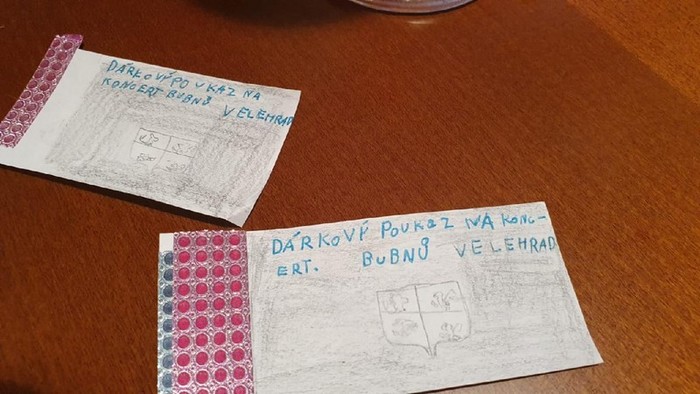 DÁRKOVÝ POUKAZ NA
KONCERT BUBNŮ VELEHRAD
DÁRKOVÝ POUKAZ NA KONC-
ERT. BUBNŮ VELEHRAD